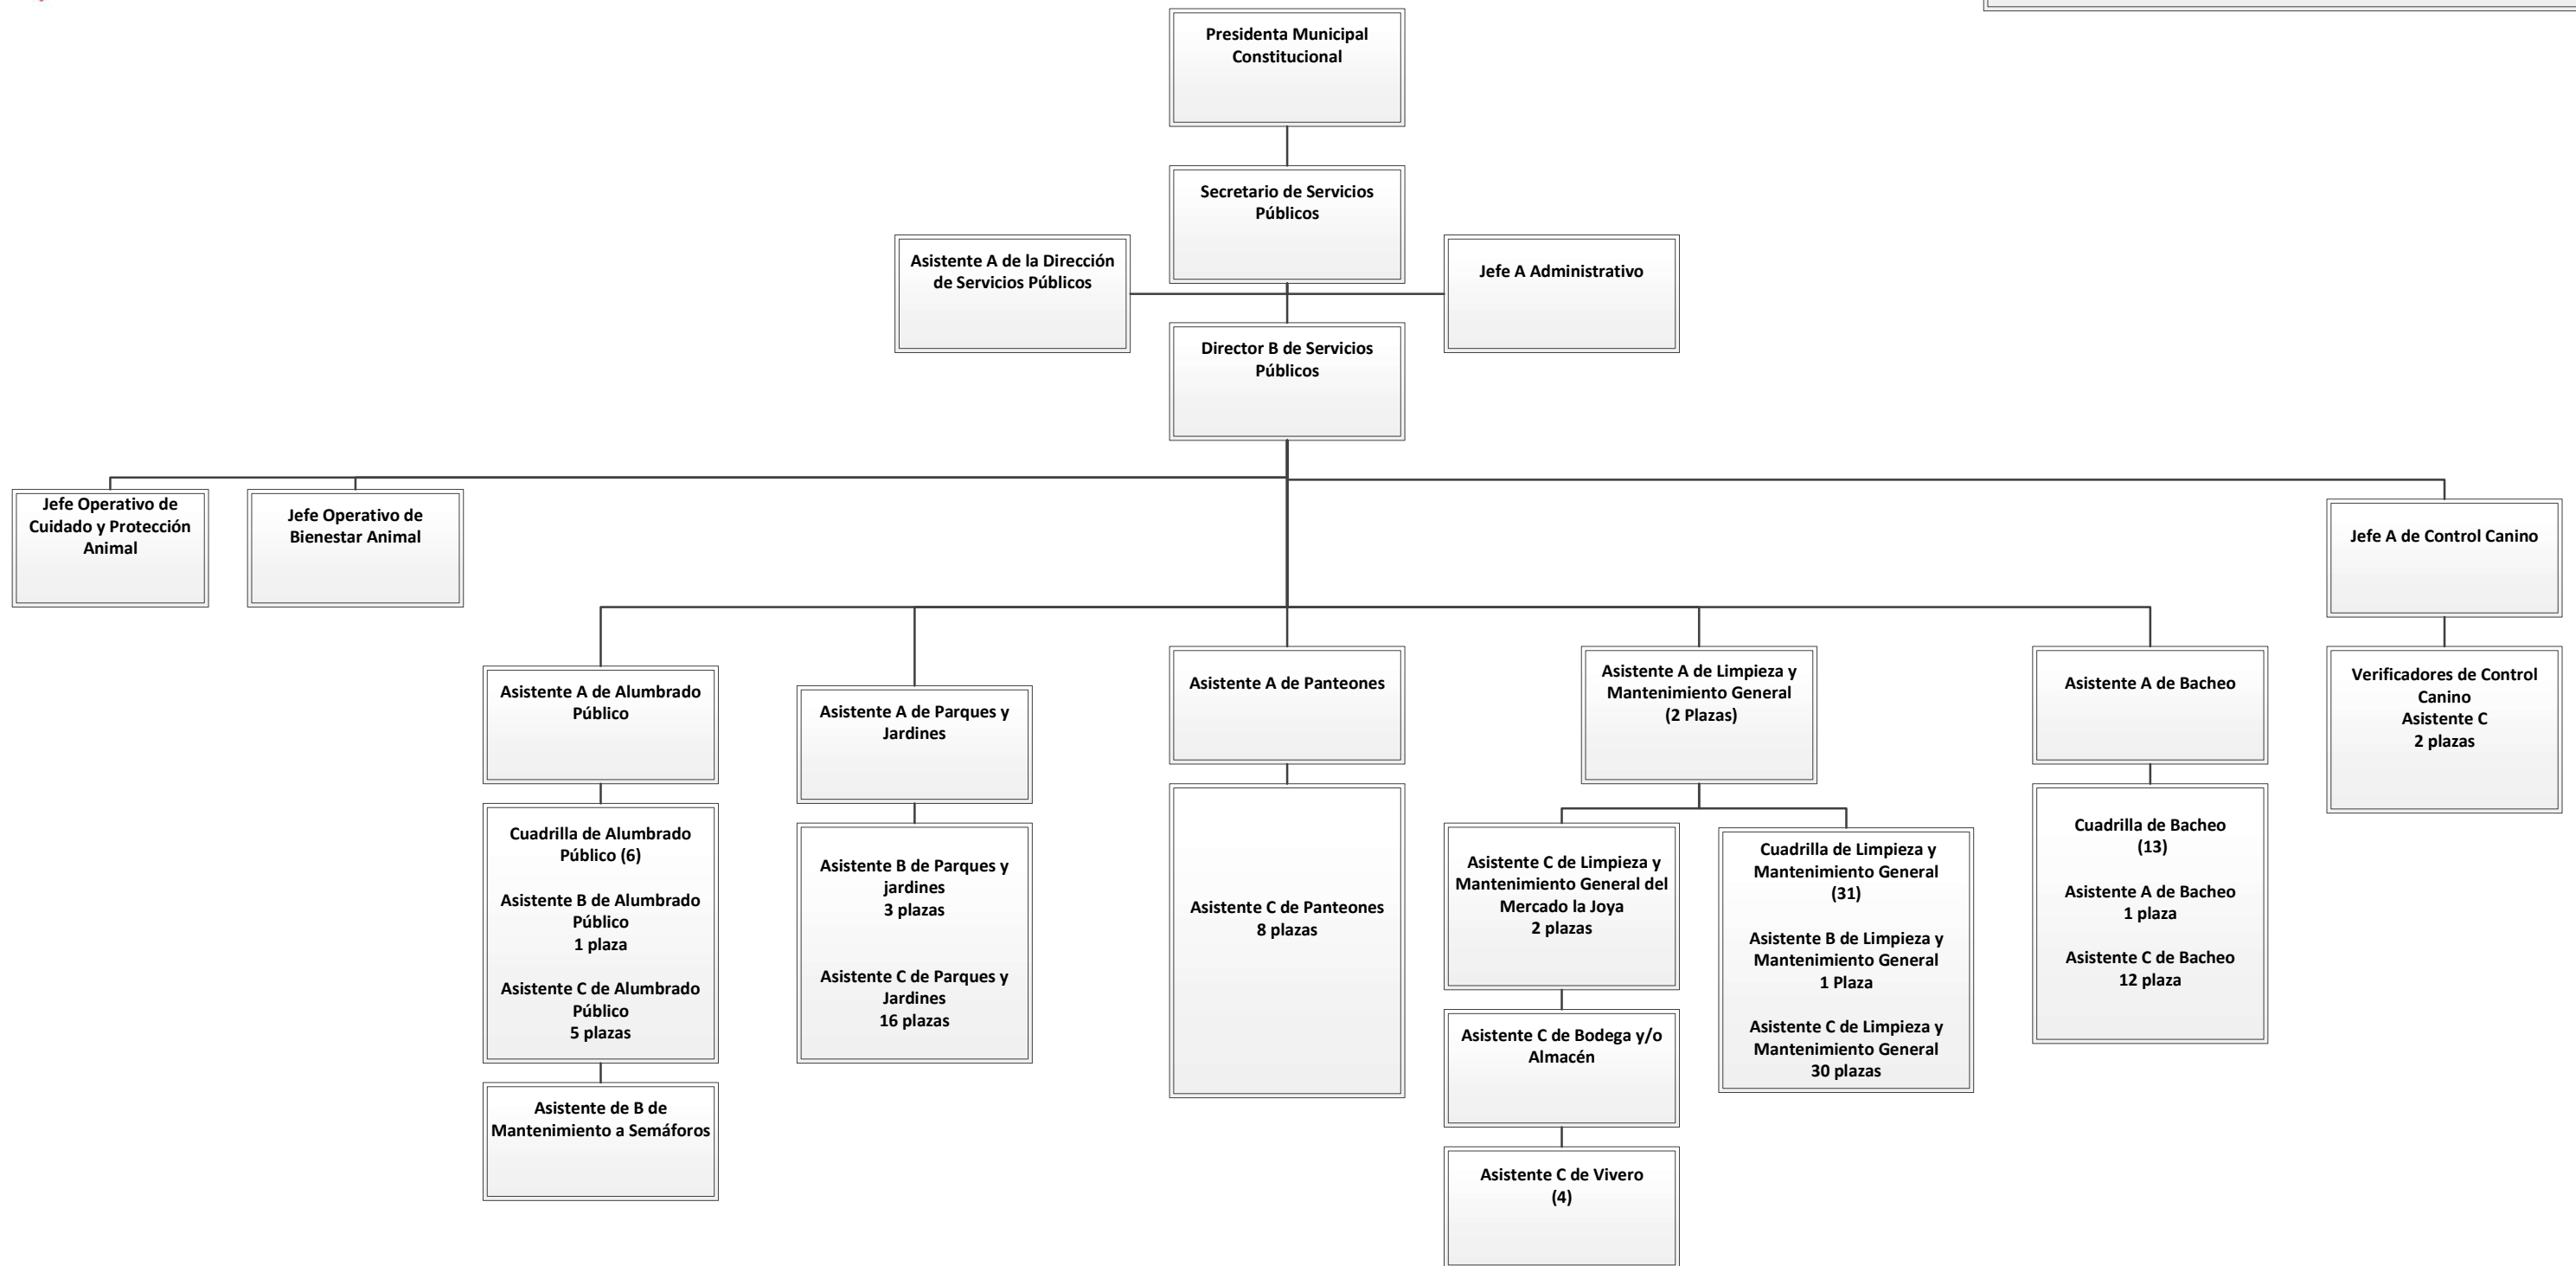 Presidenta Municipal
Constitucional
Secretario de Servicios
Públicos
Asistente A de la Dirección
de Servicios Públicos
Jefe A Administrativo
Director B de Servicios
Públicos
Jefe Operativo de
Cuidado y Protección
Animal
Jefe Operativo de
Bienestar Animal
Jefe A de Control Canino
Asistente A de Alumbrado
Público
Asistente A de Parques y
Jardines
Asistente A de Panteones
Asistente A de Limpieza y
Mantenimiento General
(2 Plazas)
Asistente A de Bacheo
Verificadores de Control
Canino
Asistente C
2 plazas
Cuadrilla de Alumbrado
Público (6)
Asistente B de Alumbrado
Público
1 plaza
Asistente C de Alumbrado
Público
5 plazas
Asistente B de Parques y
jardines
3 plazas
Asistente C de Parques y
Jardines
16 plazas
Asistente C de Panteones
8 plazas
Asistente C de Limpieza y
Mantenimiento General del
Mercado la Joya
2 plazas
Cuadrilla de Limpieza y
Mantenimiento General
(31)
Asistente B de Limpieza y
Mantenimiento General
1 Plaza
Asistente C de Limpieza y
Mantenimiento General
30 plazas
Cuadrilla de Bacheo
(13)
Asistente A de Bacheo
1 plaza
Asistente C de Bacheo
12 plaza
Asistente C de Bodega y/o
Almacén
Asistente de B de
Mantenimiento a Semáforos
Asistente C de Vivero
(4)